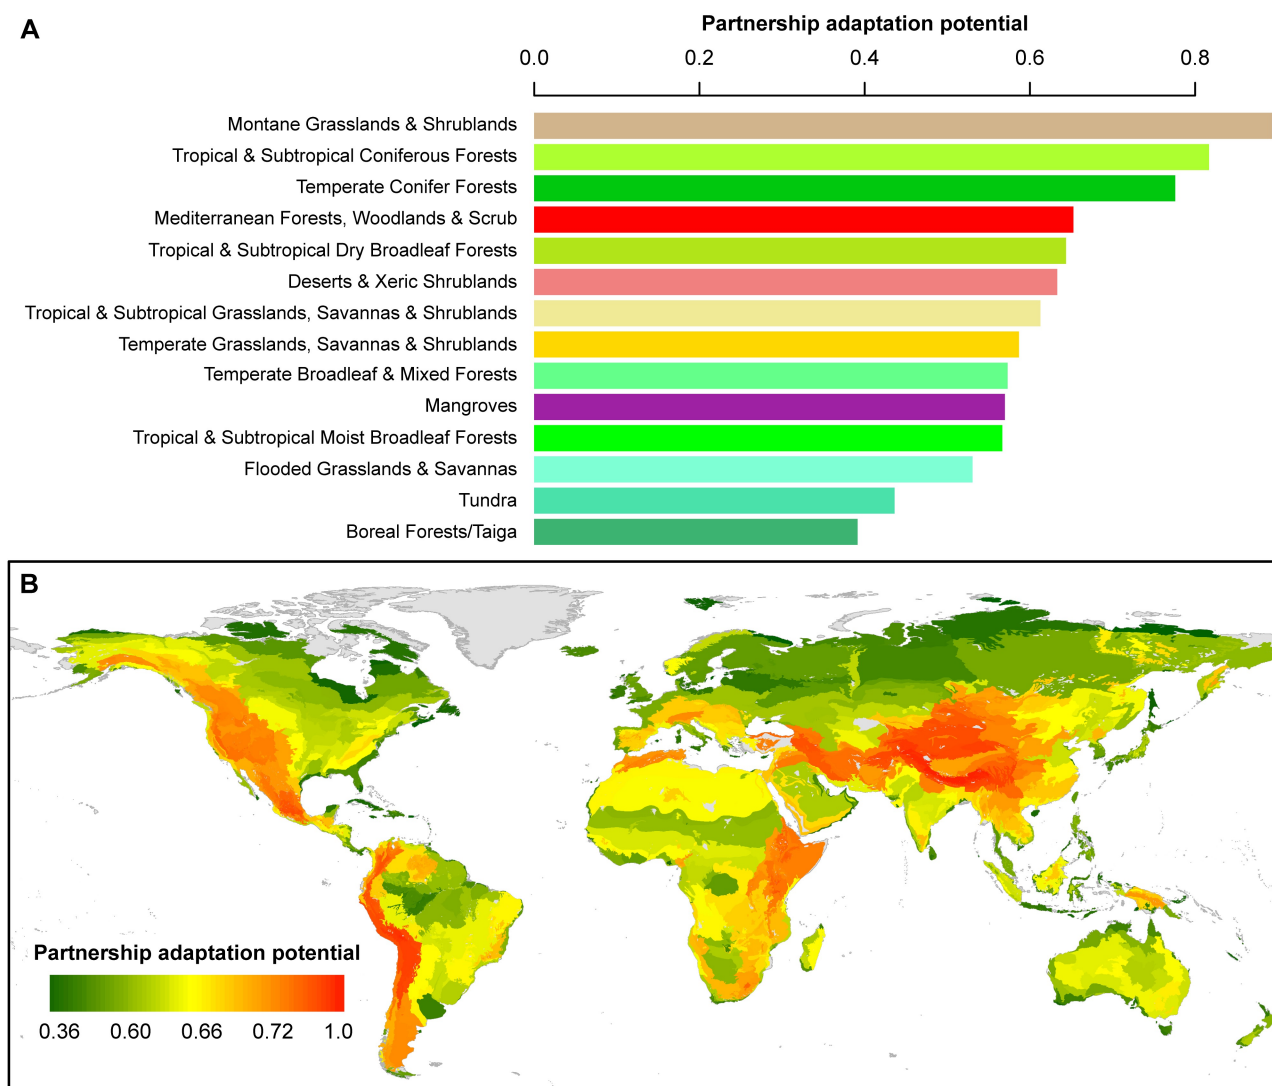 A
Partnership adaptation potential
0.0 0.2 0.4 0.6 0.8
Montane Grasslands & Shrublands
Tropical & Subtropical Coniferous Forests
Temperate Conifer Forests
Mediterranean Forests, Woodlands & Scrub
Tropical & Subtropical Dry Broadleaf Forests
Deserts & Xeric Shrublands
Tropical & Subtropical Grasslands, Savannas & Shrublands
Temperate Grasslands, Savannas & Shrublands
Temperate Broadleaf & Mixed Forests
Mangroves
Tropical & Subtropical Moist Broadleaf Forests
Flooded Grasslands & Savannas
Tundra
Boreal Forests/Taiga
B
Partnership adaptation potential
0.36 0.60 0.66 0.72 1.0